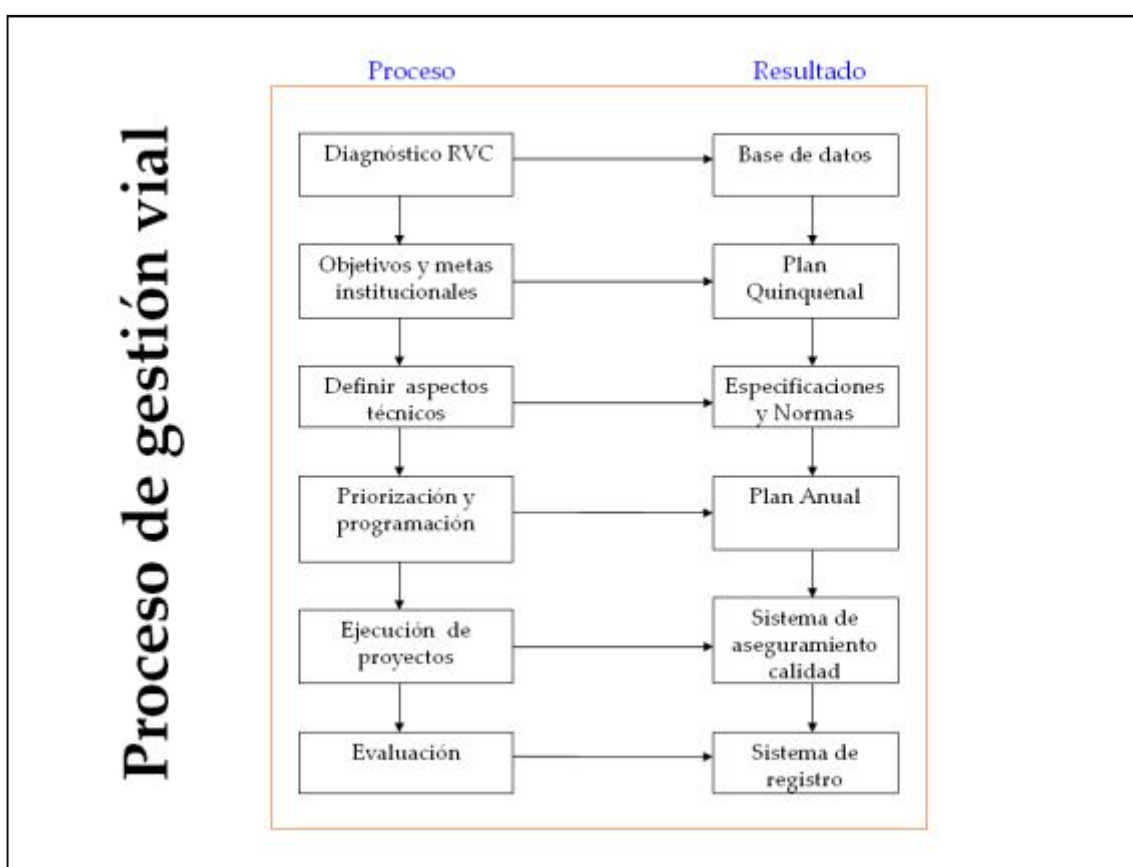 Proceso de gestión vial
Proceso
Resultado
Diagnóstico RVC
Base de datos
Objetivos y metas
institucionales
Plan
Quinquenal
Definir aspectos
técnicos
Especificaciones
y Normas
Priorización y
programación
Plan Anual
Ejecución de
proyectos
Sistema de
aseguramiento
calidad
Evaluación
Sistema de
registro